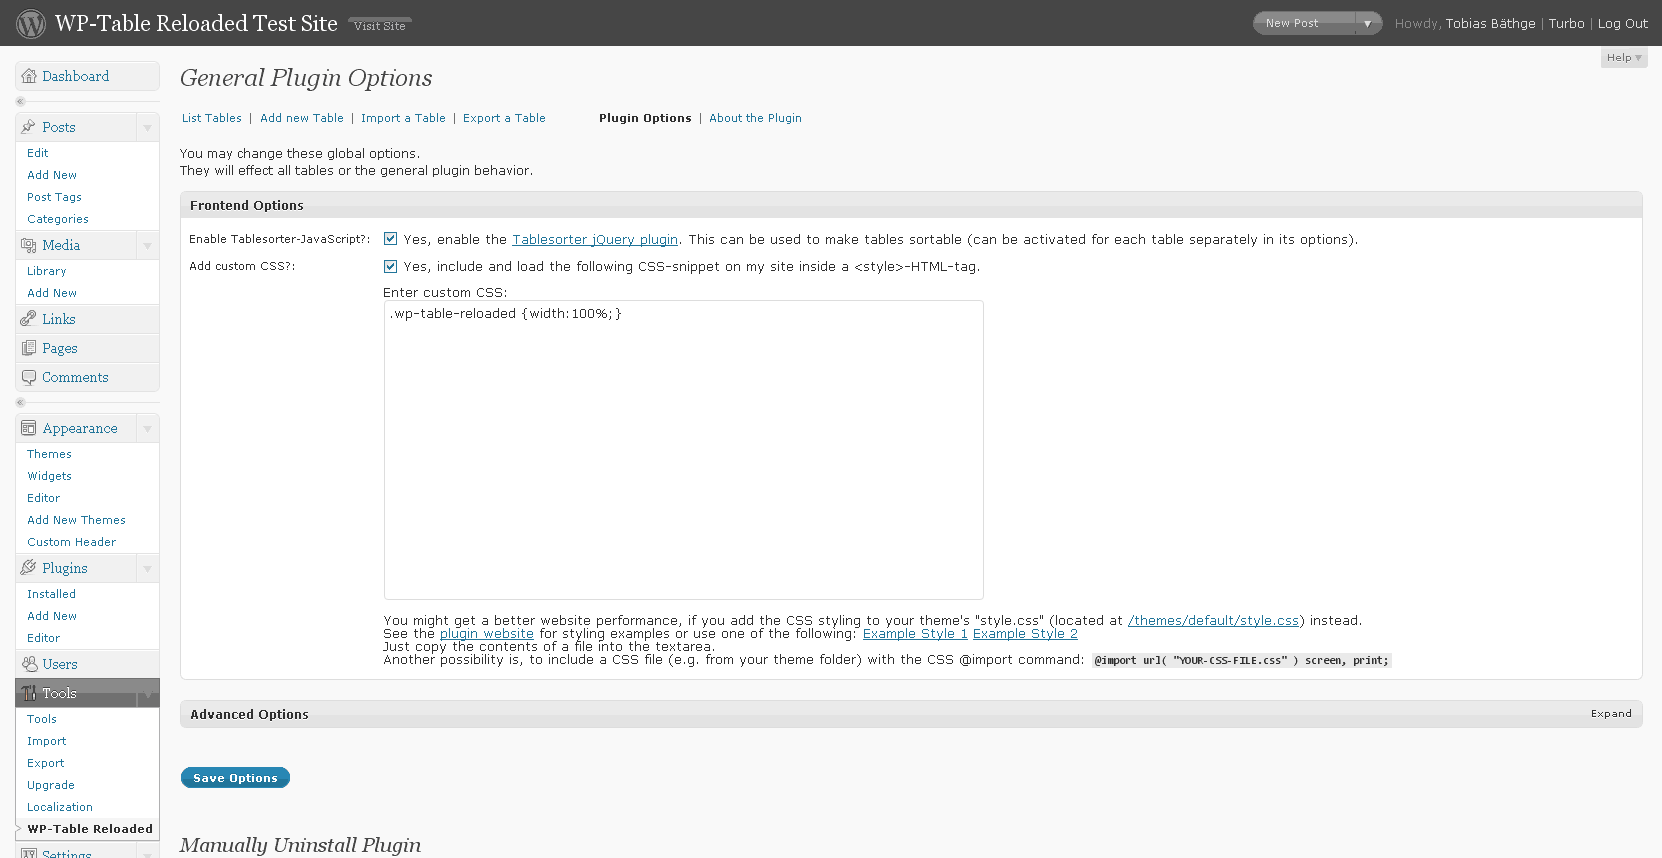 WP-Table Reloaded Test Site Visit Site
New Post Howdy, Tobias Bäthge | Turbo | Log Out
Help
Dashboard
Posts
Edit
Add New
Post Tags
Categories
Media
Library
Add New
Links
Pages
Comments
Appearance
Themes
Widgets
Editor
Add New Themes
Custom Header
Plugins
Installed
Add New
Editor
Users
Tools
Tools
Import
Export
Upgrade
Localization
WP-Table Reloaded
Settings
General Plugin Options
List Tables | Add new Table | Import a Table | Export a Table Plugin Options | About the Plugin
You may change these global options.
They will effect all tables or the general plugin behavior.
Frontend Options
Enable Tablesorter-JavaScript?: Yes, enable the Tablesorter jQuery plugin. This can be used to make tables sortable (can be activated for each table separately in its options).
Add custom CSS?: Yes, include and load the following CSS-snippet on my site inside a <style>-HTML-tag.
Enter custom CSS:
.wp-table-reloaded {width:100%;}
You might get a better website performance, if you add the CSS styling to your theme's "style.css" (located at /themes/default/style.css) instead.
See the plugin website for styling examples or use one of the following: Example Style 1 Example Style 2
Just copy the contents of a file into the textarea.
Another possibility is, to include a CSS file (e.g. from your theme folder) with the CSS @import command: @import url( "YOUR-CSS-FILE.css" ) screen, print;
Advanced Options Expand
Save Options
Manually Uninstall Plugin